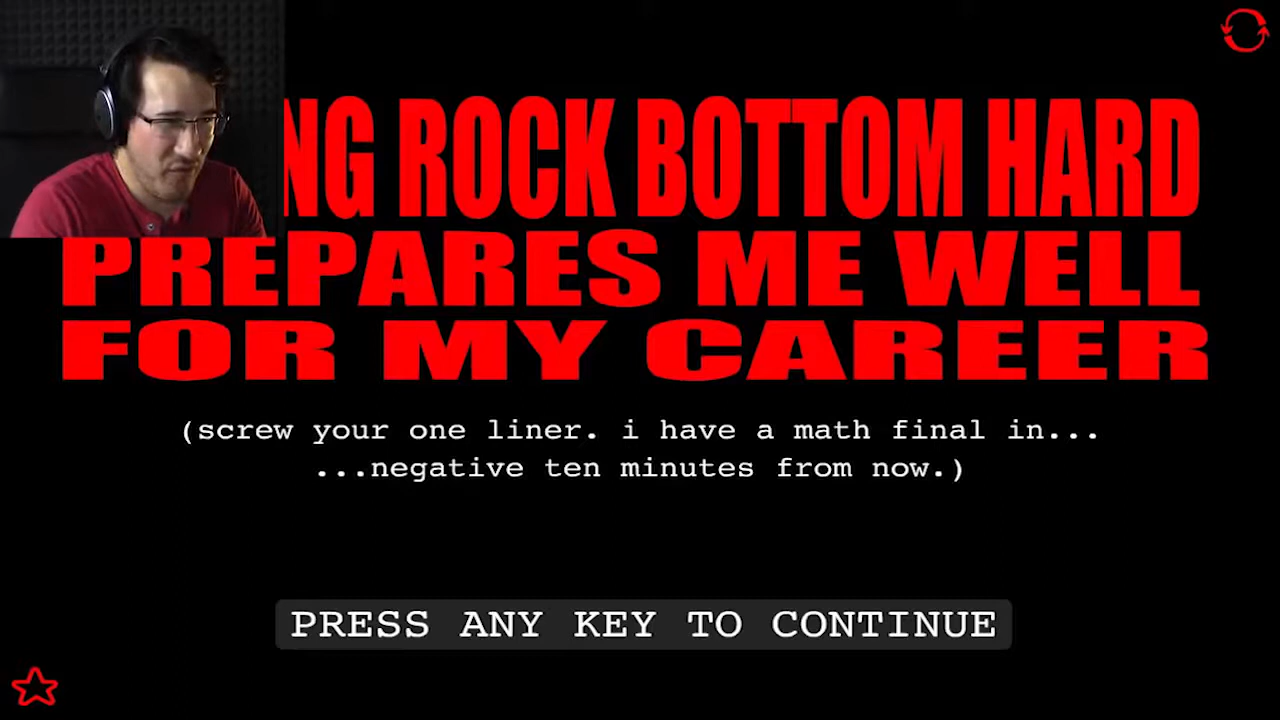 NG ROCK BOTTOM HARD
PREPARES ME WELL
FOR MY CAREER
(screw your one liner. i have a math final in...
...negative ten minutes from now.)
PRESS ANY KEY TO CONTINUE